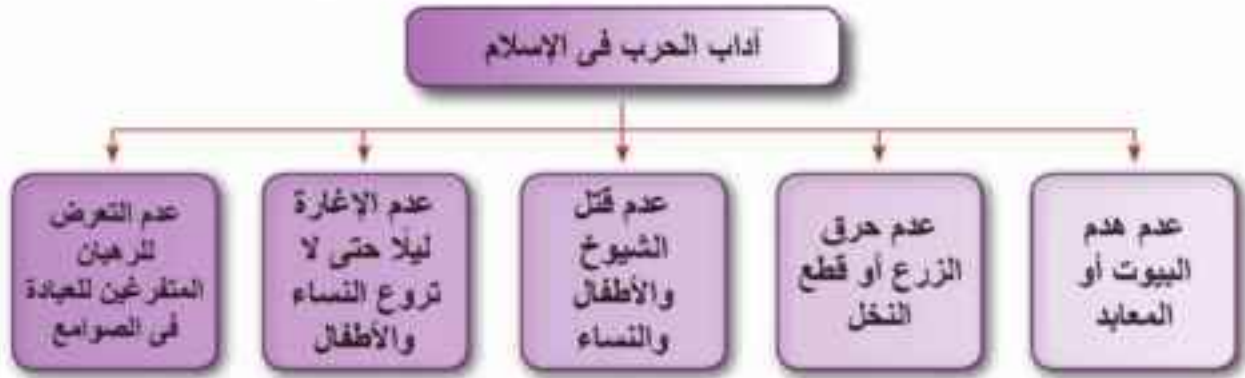 آداب الحرب فى الإسلام
عدم هدم
البيوت أو
المعابد
عدم حرق
الزرع أو قطع
النخل
عدم قتل
الشيوخ
والأطفال
والنساء
عدم الإغارة
ليلا حتى لا
تروع النساء
والأطفال
عدم التعرض
للرهبان
المتفرغين للعبادة
فى الصوامع